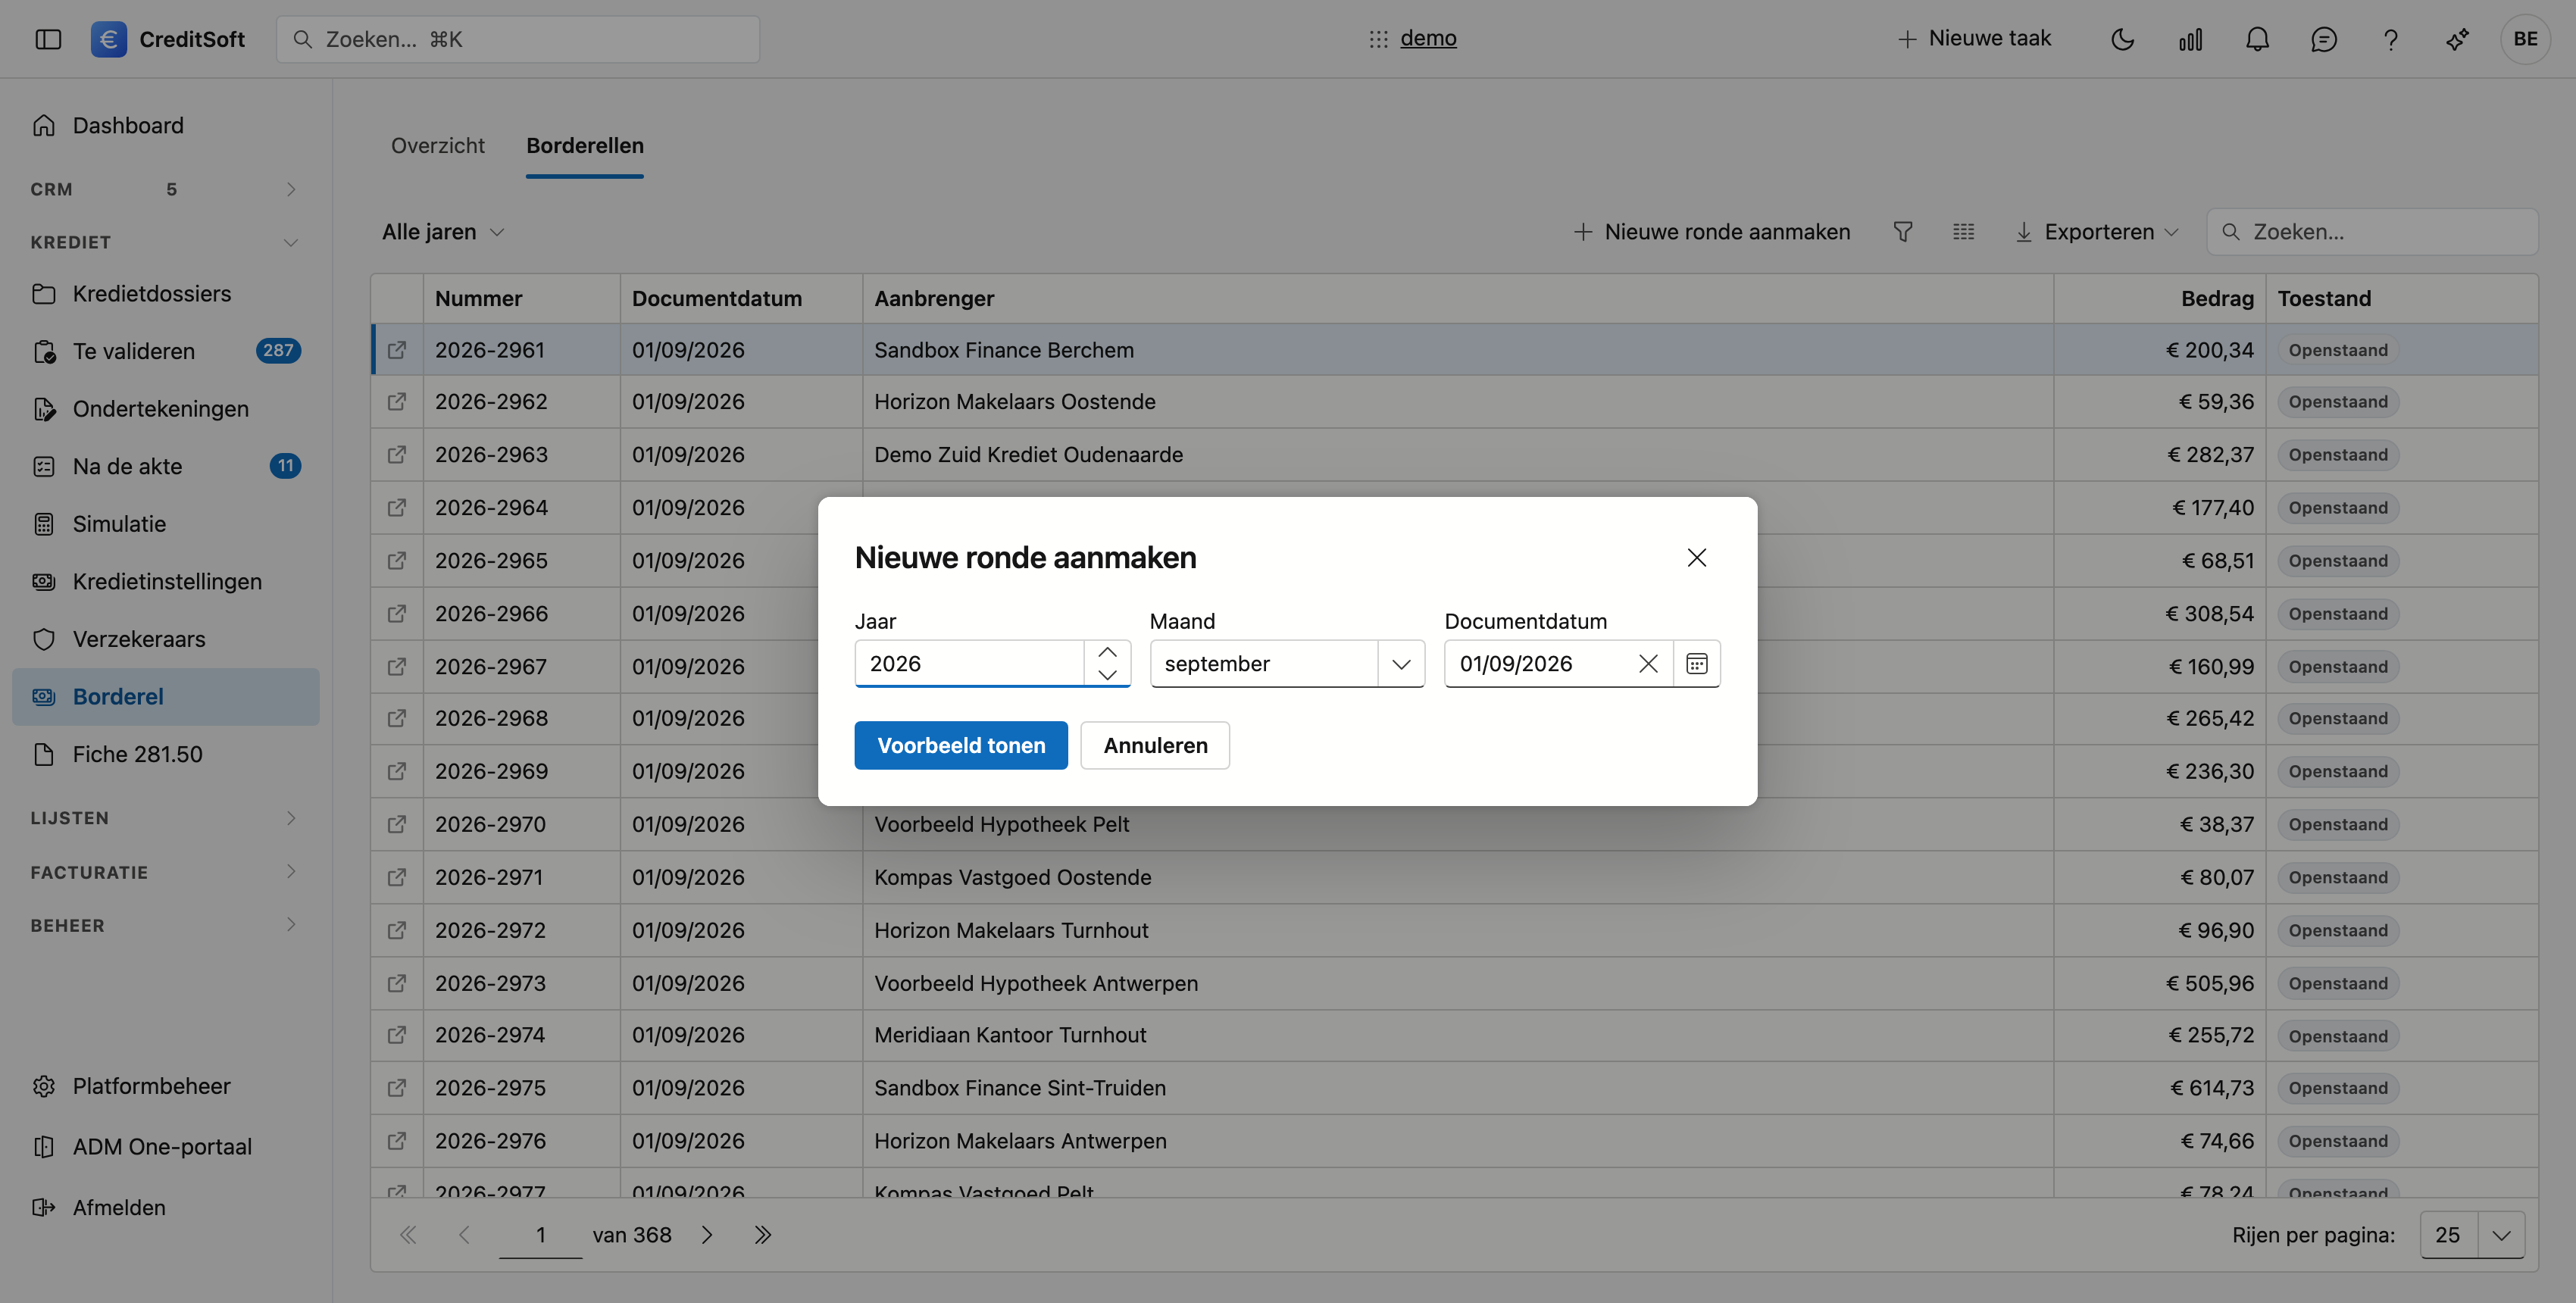 CreditSoft
Zoeken... ⌘K
demo
Nieuwe taak
BE
Dashboard
CRM 5
KREDIET
Kredietdossiers
Te valideren 287
Ondertekeningen
Na de akte 11
Simulatie
Kredietinstellingen
Verzekeraars
Borderel
Fiche 281.50
LIJSTEN
FACTURATIE
BEHEER
Platformbeheer
ADM One-portaal
Afmelden
Overzicht Borderellen
Alle jaren
Nieuwe ronde aanmaken
Exporteren
Zoeken...
Nummer Documentdatum Aanbrenger Bedrag Toestand
2026-2961 01/09/2026 Sandbox Finance Berchem € 200,34 Openstaand
2026-2962 01/09/2026 Horizon Makelaars Oostende € 59,36 Openstaand
2026-2963 01/09/2026 Demo Zuid Krediet Oudenaarde € 282,37 Openstaand
2026-2964 01/09/2026 € 177,40 Openstaand
2026-2965 01/09/2026 € 68,51 Openstaand
2026-2966 01/09/2026 € 308,54 Openstaand
2026-2967 01/09/2026 € 160,99 Openstaand
2026-2968 01/09/2026 € 265,42 Openstaand
2026-2969 01/09/2026 € 236,30 Openstaand
2026-2970 01/09/2026 Voorbeeld Hypotheek Pelt € 38,37 Openstaand
2026-2971 01/09/2026 Kompas Vastgoed Oostende € 80,07 Openstaand
2026-2972 01/09/2026 Horizon Makelaars Turnhout € 96,90 Openstaand
2026-2973 01/09/2026 Voorbeeld Hypotheek Antwerpen € 505,96 Openstaand
2026-2974 01/09/2026 Meridiaan Kantoor Turnhout € 255,72 Openstaand
2026-2975 01/09/2026 Sandbox Finance Sint-Truiden € 614,73 Openstaand
2026-2976 01/09/2026 Horizon Makelaars Antwerpen € 74,66 Openstaand
2026-2977 01/09/2026 Kompas Vastgoed Pelt € 78,24 Openstaand
1 van 368
Rijen per pagina: 25
Nieuwe ronde aanmaken
Jaar Maand Documentdatum
2026 september 01/09/2026
Voorbeeld tonen Annuleren